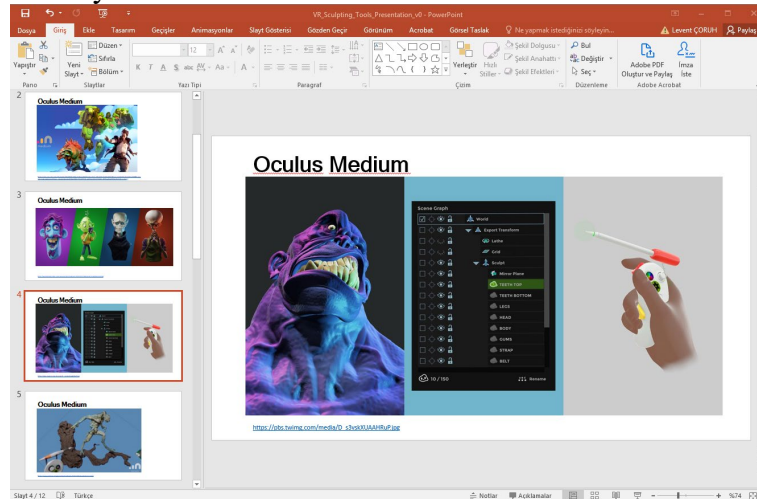 VR_Sculpting_Tools_Presentation_v0 - PowerPoint
Dosya Giriş Ekle Tasarım Geçişler Animasyonlar Slayt Gösterisi Gözden Geçir Görünüm Acrobat Görsel Taslak Ne yapmak istediğinizi söyleyin... Levent ÇORUH Paylaş
Yapıştır
Yeni
Slayt
Düzen
Sıfırla
Bölüm
12
K T A S abc AV Aa A
Yerleştir
Hızlı
Stiller
Şekil Dolgusu
Şekil Anahattı
Şekil Efektleri
Bul
Değiştir
Seç
Adobe PDF
Oluştur ve Paylaş
İmza
İste
Pano Slaytlar Yazı Tipi Paragraf Çizim Düzenleme Adobe Acrobat
2
Oculus Medium
3
Oculus Medium
4
Oculus Medium
5
Oculus Medium
Oculus Medium
Scene Graph
World
Export Transform
Lathe
Grid
Sculpt
Mirror Plane
TEETH TOP
TEETH BOTTOM
LEGS
HEAD
BODY
GUMS
STRAP
BELT
10 / 150 Rename
https://pbs.twimg.com/media/D_s3vskXUAAHRuP.jpg
Slayt 4 / 12 Türkçe Notlar Açıklamalar %74